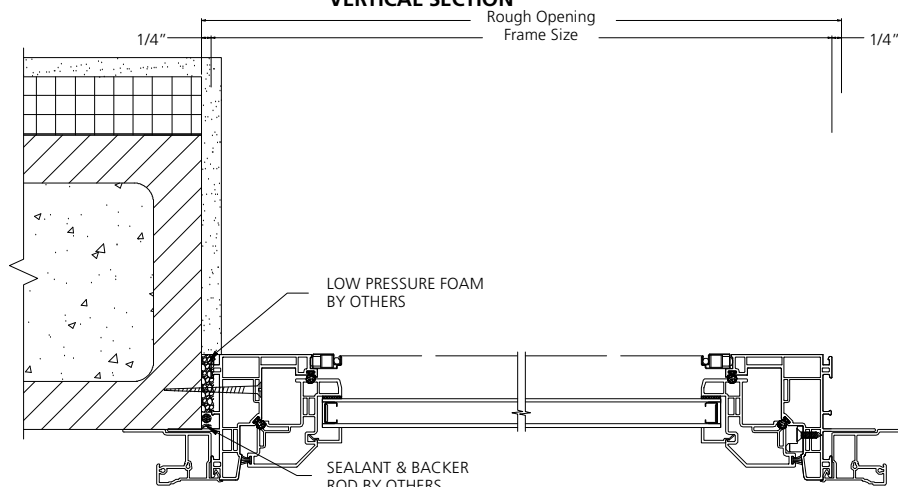 VERTICAL SECTION
Rough Opening
1/4" Frame Size 1/4"
LOW PRESSURE FOAM
BY OTHERS
SEALANT & BACKER
ROD BY OTHERS